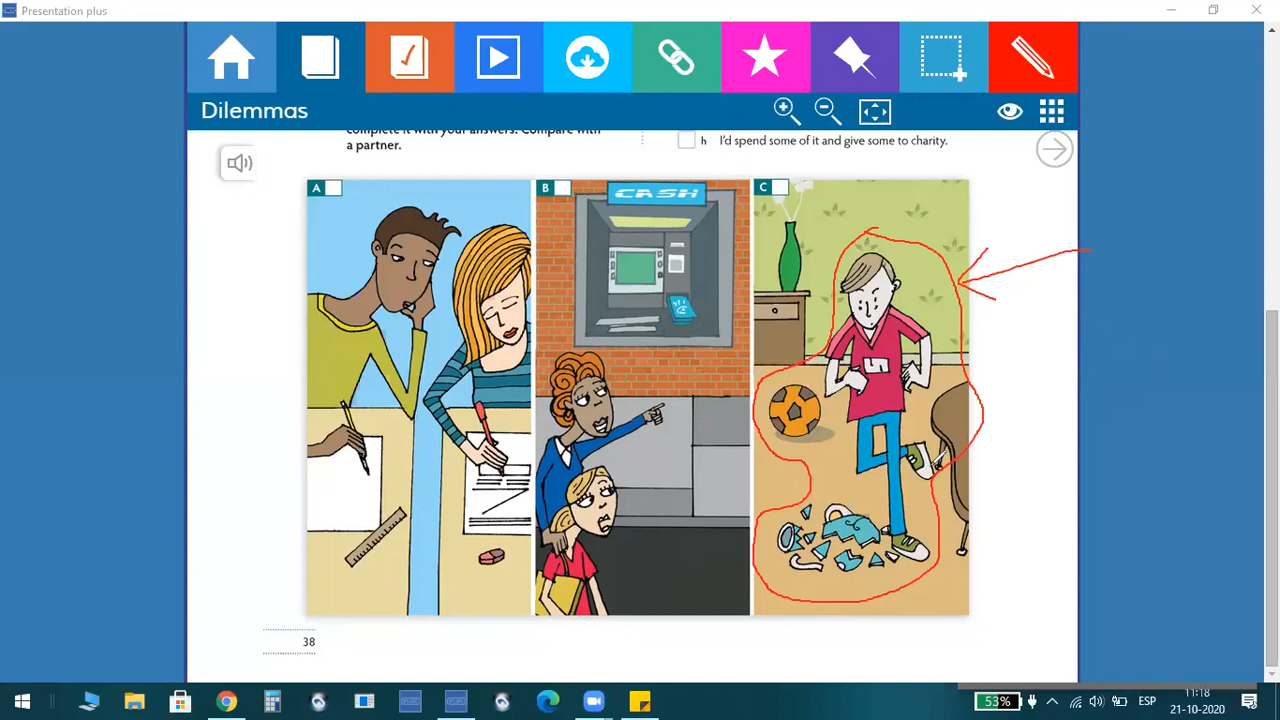 Presentation plus
Dilemmas
complete it with your answers. Compare with
a partner.
h I'd spend some of it and give some to charity.
A
B
C
CASH
38
53%
ESP
11:18
21-10-2020